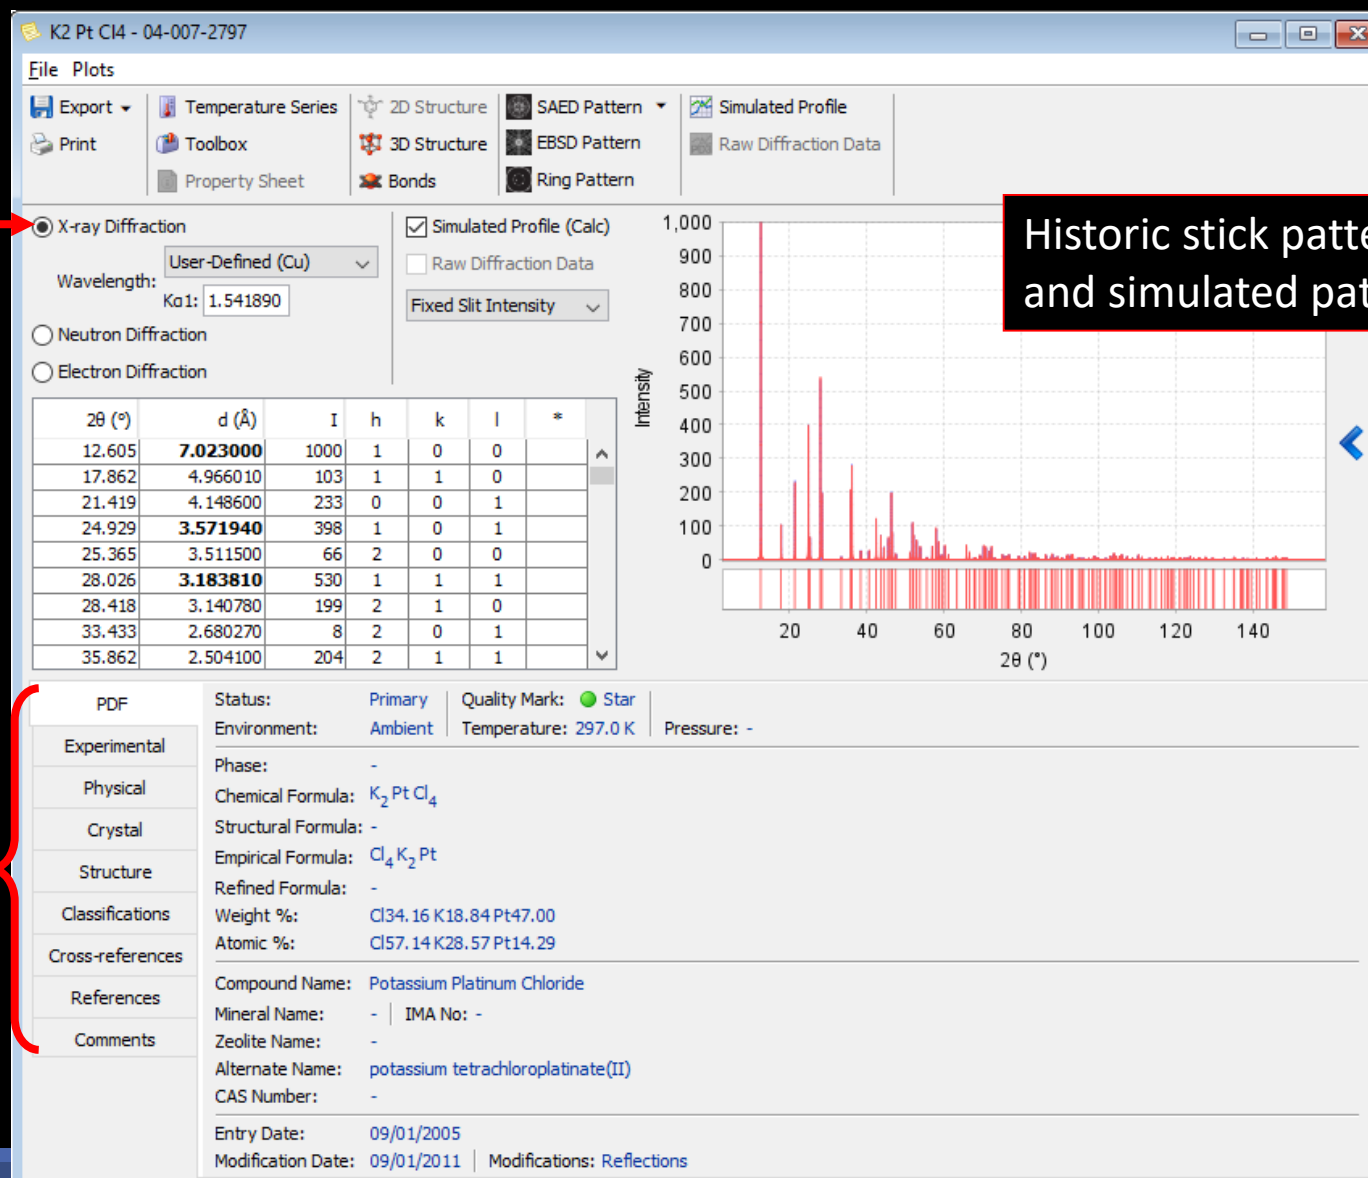 K2 Pt Cl4 - 04-007-2797
File Plots
Export Temperature Series 2D Structure SAED Pattern Simulated Profile
Print Toolbox 3D Structure EBSD Pattern Raw Diffraction Data
Property Sheet Bonds Ring Pattern
X-ray Diffraction
Wavelength: User-Defined (Cu)
Kα1: 1.541890
Neutron Diffraction
Electron Diffraction
Simulated Profile (Calc)
Raw Diffraction Data
Fixed Slit Intensity
2θ (°) d (Å) I h k l *
12.605 7.023000 1000 1 0 0
17.862 4.966010 103 1 1 0
21.419 4.148600 233 0 0 1
24.929 3.571940 398 1 0 1
25.365 3.511500 66 2 0 0
28.026 3.183810 530 1 1 1
28.418 3.140780 199 2 1 0
33.433 2.680270 8 2 0 1
35.862 2.504100 204 2 1 1
Intensity
1,000
900
800
700
600
500
400
300
200
100
0
20 40 60 80 100 120 140
2θ (°)
Historic stick patte
and simulated pat
PDF
Experimental
Physical
Crystal
Structure
Classifications
Cross-references
References
Comments
Status: Primary Quality Mark: Star
Environment: Ambient Temperature: 297.0 K Pressure: -
Phase: -
Chemical Formula: K2 Pt Cl4
Structural Formula: -
Empirical Formula: Cl4 K2 Pt
Refined Formula: -
Weight %: Cl34.16 K18.84 Pt47.00
Atomic %: Cl57.14 K28.57 Pt14.29
Compound Name: Potassium Platinum Chloride
Mineral Name: - IMA No: -
Zeolite Name: -
Alternate Name: potassium tetrachloroplatinate(II)
CAS Number: -
Entry Date: 09/01/2005
Modification Date: 09/01/2011 Modifications: Reflections